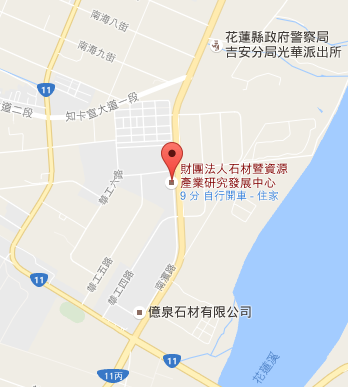 南海八街
南海九街
花蓮縣政府警察局
吉安分局光華派出所
11
道二段
知卡宣大道一段
財團法人石材暨資源
產業研究發展中心
9 分 自行開車 - 住家
華工六路
華工五路
華工四路
南濱路
11
億泉石材有限公司
11
11丙
花蓮溪